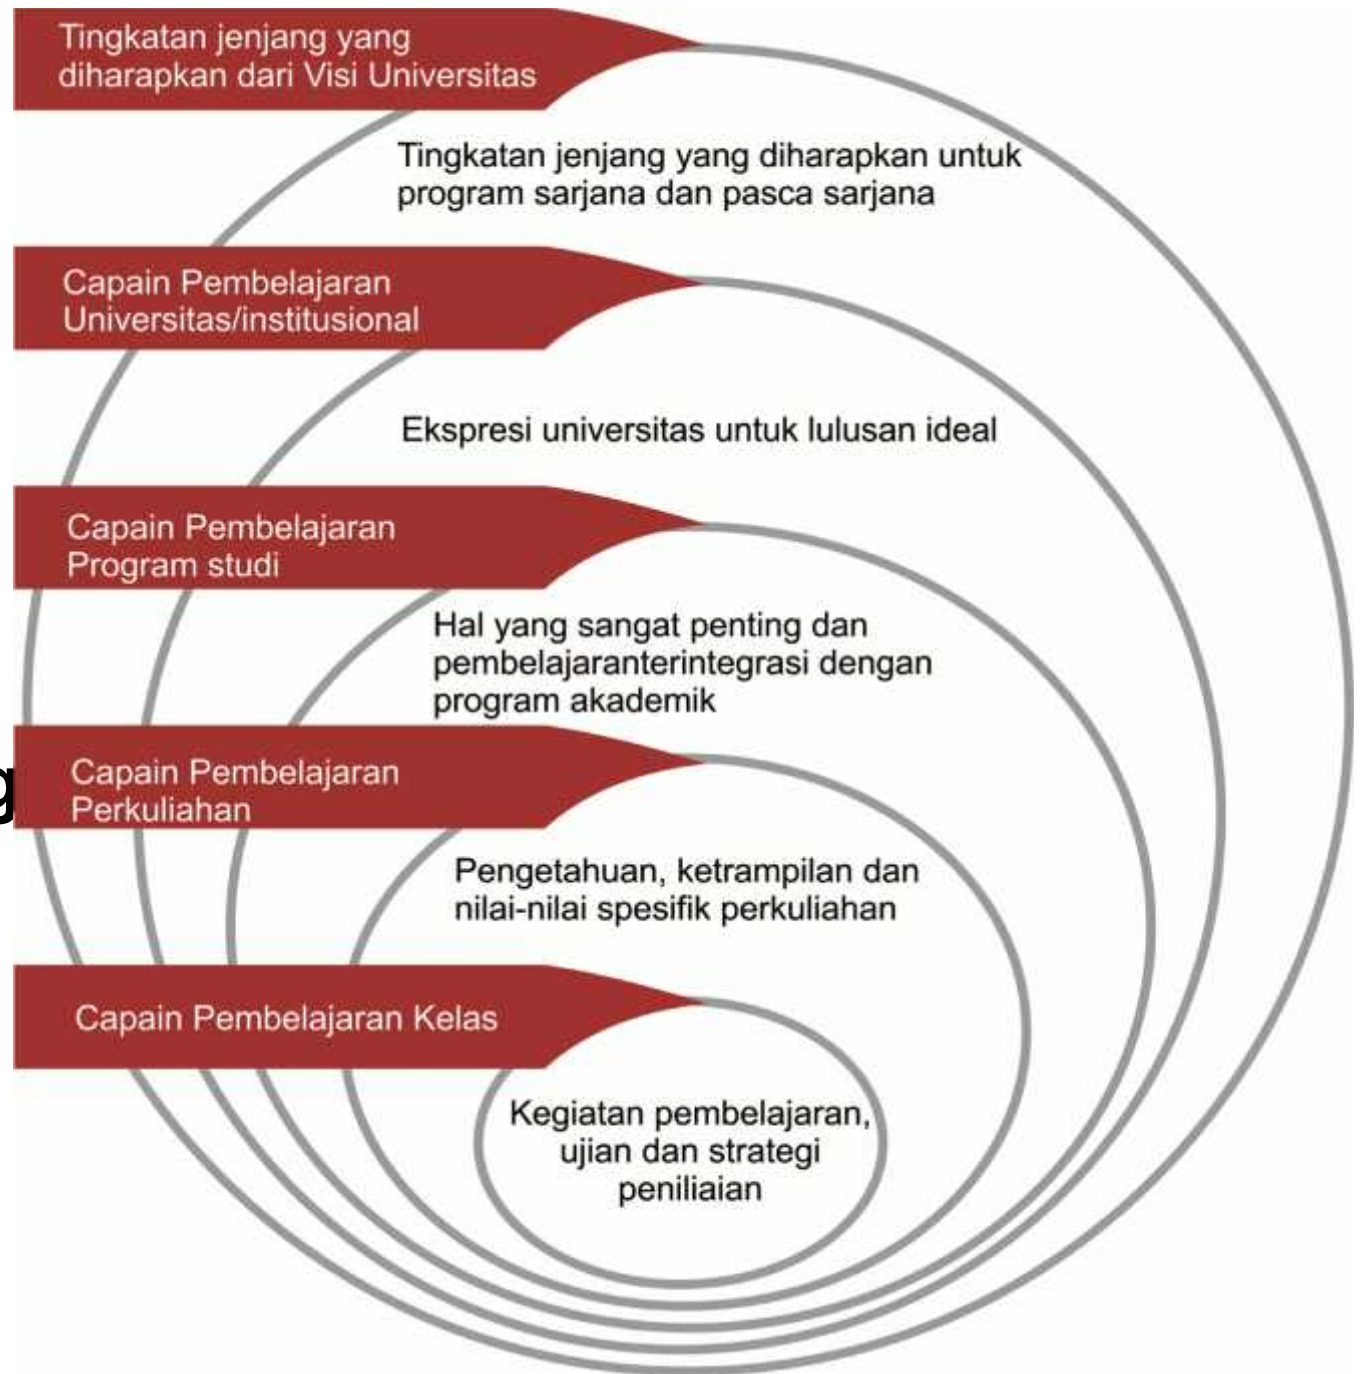 Tingkatan jenjang yang
diharapkan dari Visi Universitas
Tingkatan jenjang yang diharapkan untuk
program sarjana dan pasca sarjana
Capain Pembelajaran
Universitas/institusional
Ekspresi universitas untuk lulusan ideal
Capain Pembelajaran
Program studi
Hal yang sangat penting dan
pembelajaranterintegrasi dengan
program akademik
g
Capain Pembelajaran
Perkuliahan
Pengetahuan, ketrampilan dan
nilai-nilai spesifik perkuliahan
Capain Pembelajaran Kelas
Kegiatan pembelajaran,
ujian dan strategi
peniliaian